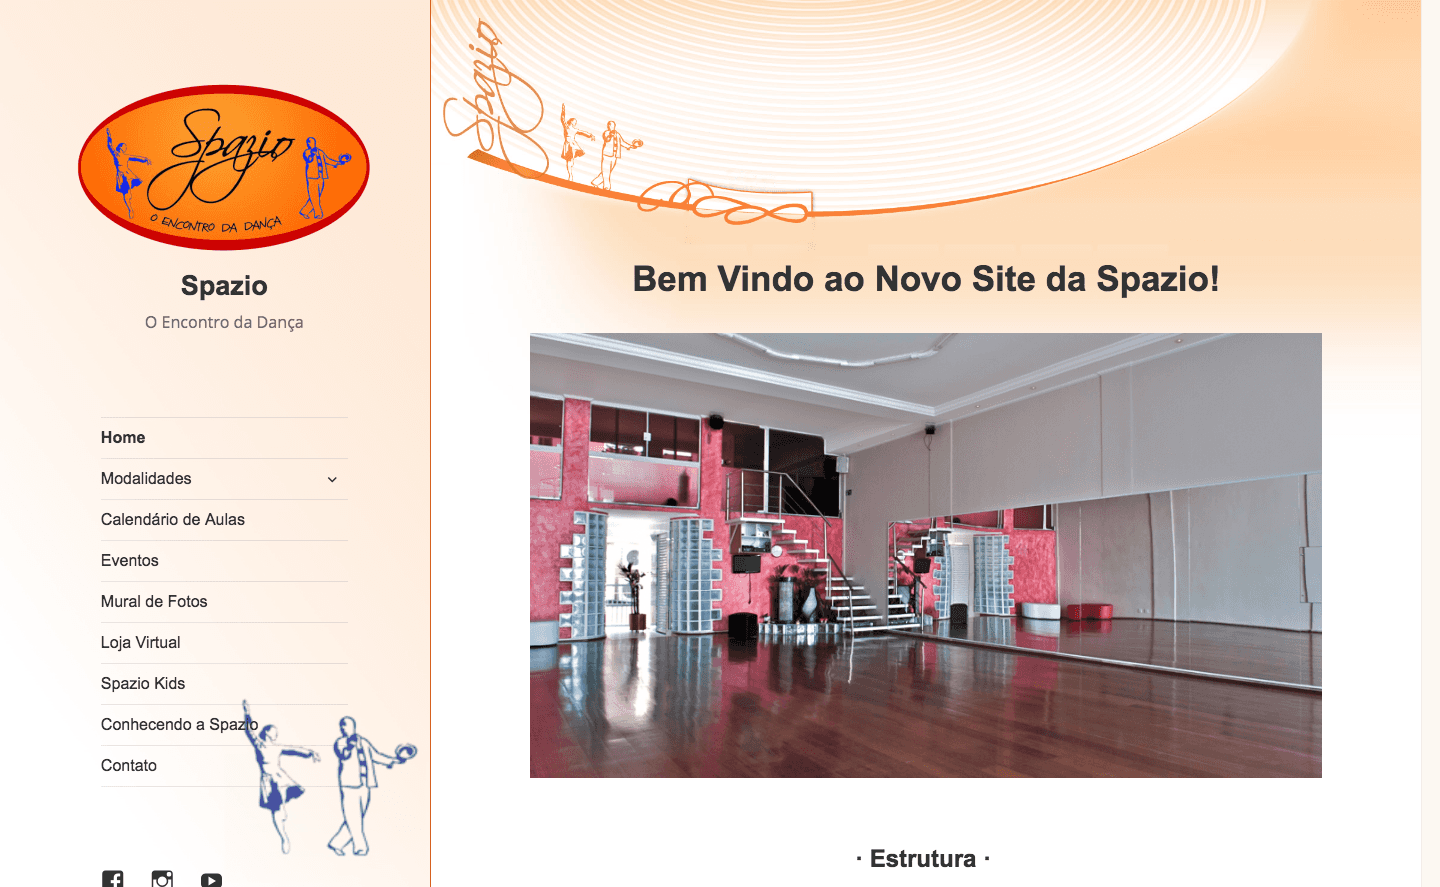 Spazio
O ENCONTRO DA DANÇA
Spazio
O Encontro da Dança
Home
Modalidades
Calendário de Aulas
Eventos
Mural de Fotos
Loja Virtual
Spazio Kids
Conhecendo a Spazio
Contato
Spazio
Bem Vindo ao Novo Site da Spazio!
· Estrutura ·